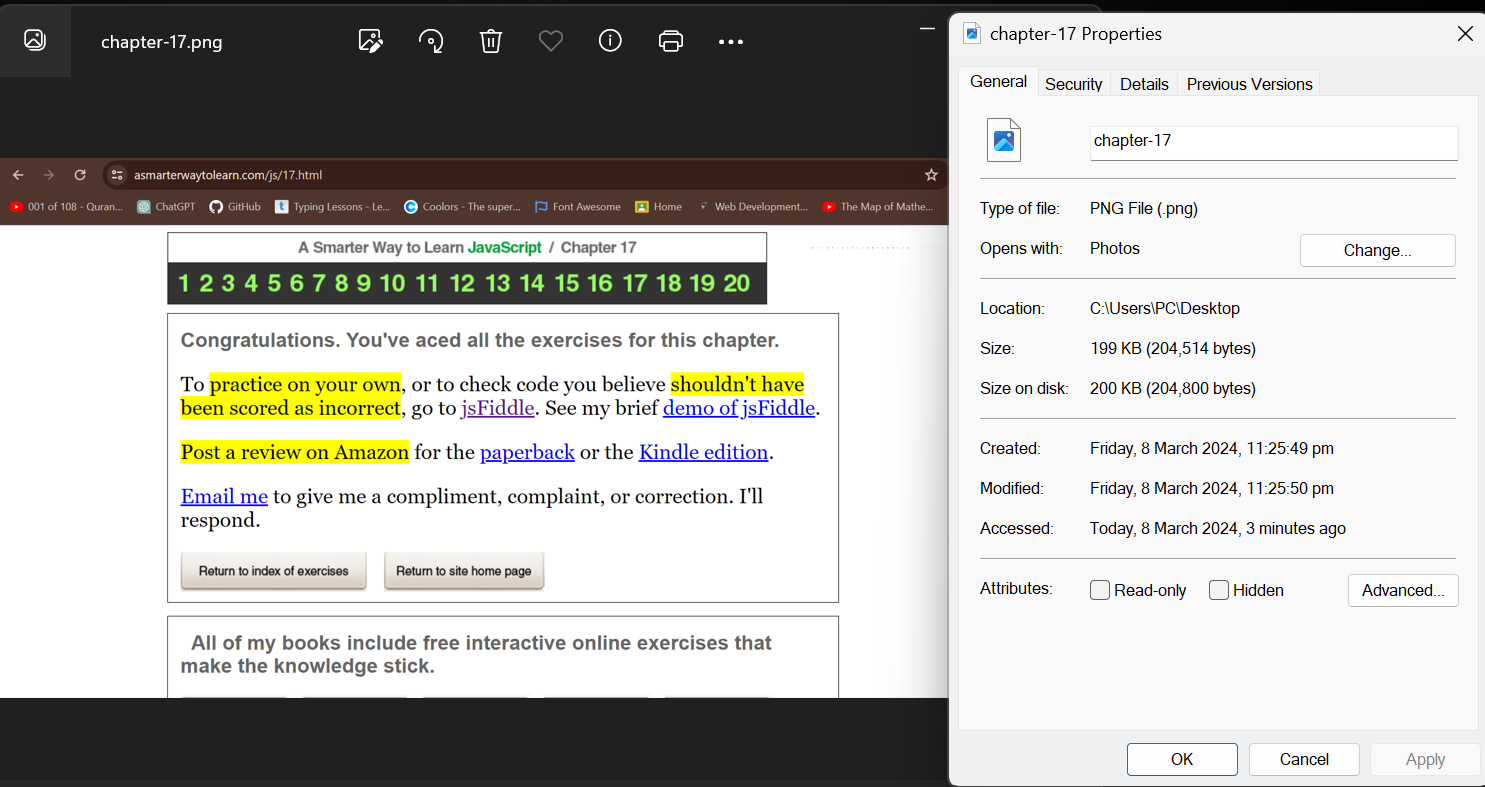 chapter-17.png
asmarterwaytolearn.com/js/17.html
001 of 108 - Quran...
ChatGPT
GitHub
Typing Lessons - Le...
Coolors - The super...
Font Awesome
Home
Web Development...
The Map of Mathe...
A Smarter Way to Learn JavaScript / Chapter 17
1 2 3 4 5 6 7 8 9 10 11 12 13 14 15 16 17 18 19 20
Congratulations. You've aced all the exercises for this chapter.
To practice on your own, or to check code you believe shouldn't have
been scored as incorrect, go to jsFiddle. See my brief demo of jsFiddle.
Post a review on Amazon for the paperback or the Kindle edition.
Email me to give me a compliment, complaint, or correction. I'll
respond.
Return to index of exercises
Return to site home page
All of my books include free interactive online exercises that
make the knowledge stick.
chapter-17 Properties
General
Security
Details
Previous Versions
chapter-17
Type of file: PNG File (.png)
Opens with: Photos
Change...
Location: C:\Users\PC\Desktop
Size: 199 KB (204,514 bytes)
Size on disk: 200 KB (204,800 bytes)
Created: Friday, 8 March 2024, 11:25:49 pm
Modified: Friday, 8 March 2024, 11:25:50 pm
Accessed: Today, 8 March 2024, 3 minutes ago
Attributes: Read-only Hidden
Advanced...
OK
Cancel
Apply